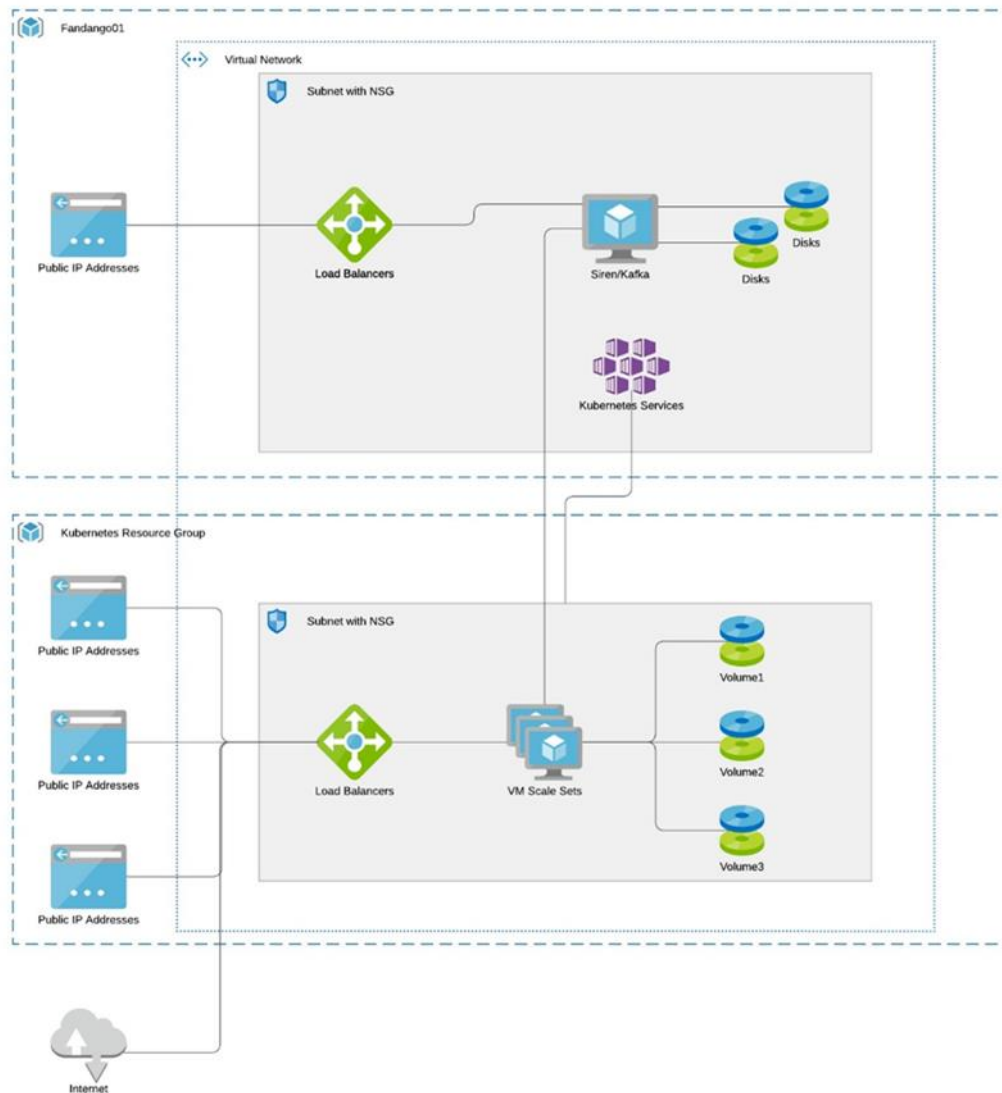 Fandango01
Virtual Network
Subnet with NSG
Public IP Addresses
Load Balancers
Siren/Kafka
Disks
Disks
Kubernetes Services
Kubernetes Resource Group
Public IP Addresses
Subnet with NSG
Volume1
Public IP Addresses
Load Balancers
VM Scale Sets
Volume2
Volume3
Public IP Addresses
Internet